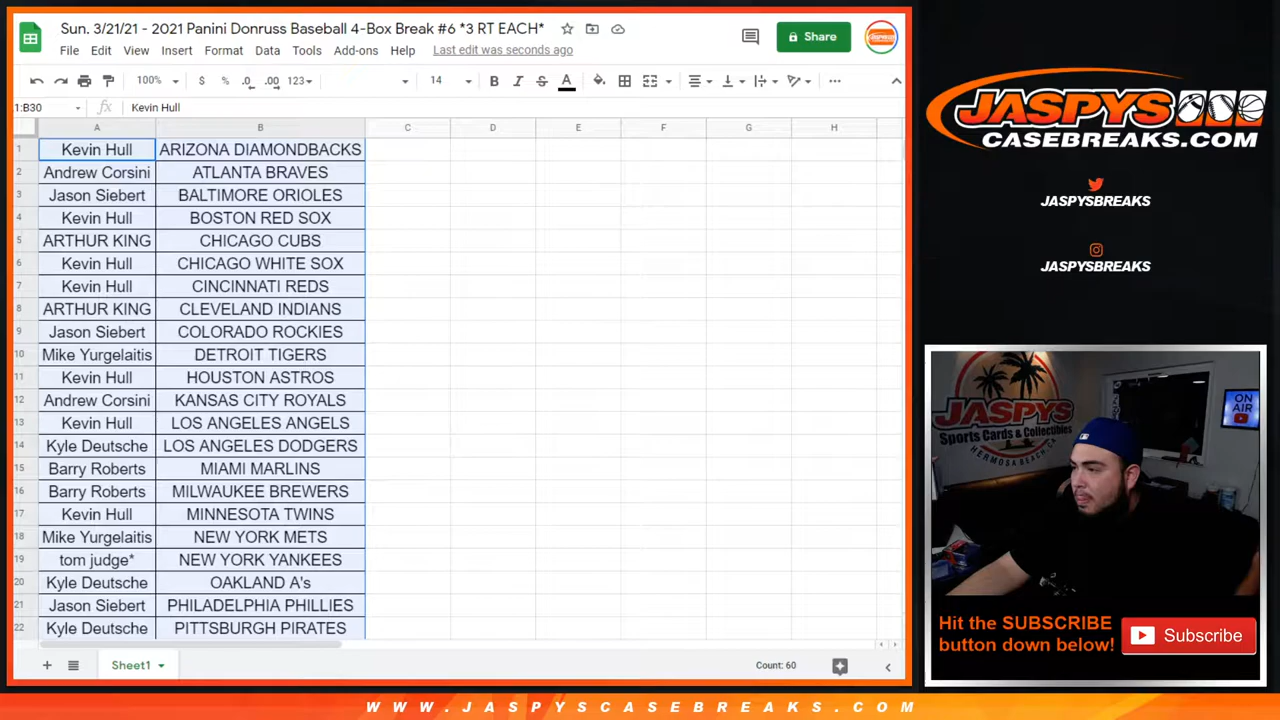 Sun. 3/21/21 - 2021 Panini Donruss Baseball 4-Box Break #6 *3 RT EACH*
File Edit View Insert Format Data Tools Add-ons Help Last edit was seconds ago
Share
100% $ % .0 .00 123 14 B I S A
1:B30 fx Kevin Hull
A B C D E F G H
1 Kevin Hull ARIZONA DIAMONDBACKS
2 Andrew Corsini ATLANTA BRAVES
3 Jason Siebert BALTIMORE ORIOLES
4 Kevin Hull BOSTON RED SOX
5 ARTHUR KING CHICAGO CUBS
6 Kevin Hull CHICAGO WHITE SOX
7 Kevin Hull CINCINNATI REDS
8 ARTHUR KING CLEVELAND INDIANS
9 Jason Siebert COLORADO ROCKIES
10 Mike Yurgelaitis DETROIT TIGERS
11 Kevin Hull HOUSTON ASTROS
12 Andrew Corsini KANSAS CITY ROYALS
13 Kevin Hull LOS ANGELES ANGELS
14 Kyle Deutsche LOS ANGELES DODGERS
15 Barry Roberts MIAMI MARLINS
16 Barry Roberts MILWAUKEE BREWERS
17 Kevin Hull MINNESOTA TWINS
18 Mike Yurgelaitis NEW YORK METS
19 tom judge* NEW YORK YANKEES
20 Kyle Deutsche OAKLAND A's
21 Jason Siebert PHILADELPHIA PHILLIES
22 Kyle Deutsche PITTSBURGH PIRATES
Sheet1
Count: 60
JASPYS
CASEBREAKS.COM
JASPYSBREAKS
JASPYSBREAKS
JASPYS
Sports Cards & Collectibles
HERMOSA BEACH, CA
ON
AIR
Hit the SUBSCRIBE
button down below!
Subscribe
WWW.JASPYSCASEBREAKS.COM